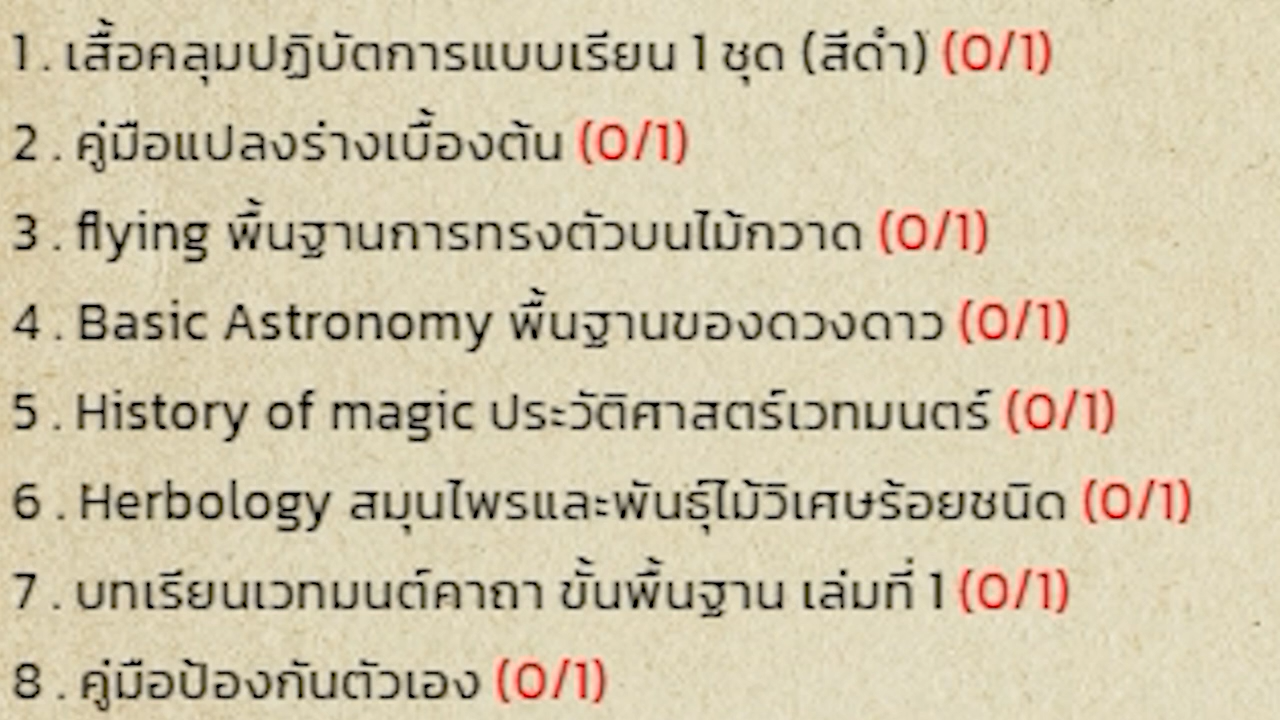 1 . เสื้อคลุมปฏิบัตการแบบเรียน 1 ชุด (สีดำ) (0/1)
2 . คู่มือแปลงร่างเบื้องต้น (0/1)
3 . flying พื้นฐานการทรงตัวบนไม้กวาด (0/1)
4 . Basic Astronomy พื้นฐานของดวงดาว (0/1)
5 . History of magic ประวัติศาสตร์เวทมนตร์ (0/1)
6 . Herbology สมุนไพรและพันธุ์ไม้วิเศษร้อยชนิด (0/1)
7 . บทเรียนเวทมนต์คาถา ขั้นพื้นฐาน เล่มที่ 1 (0/1)
8 . คู่มือป้องกันตัวเอง (0/1)